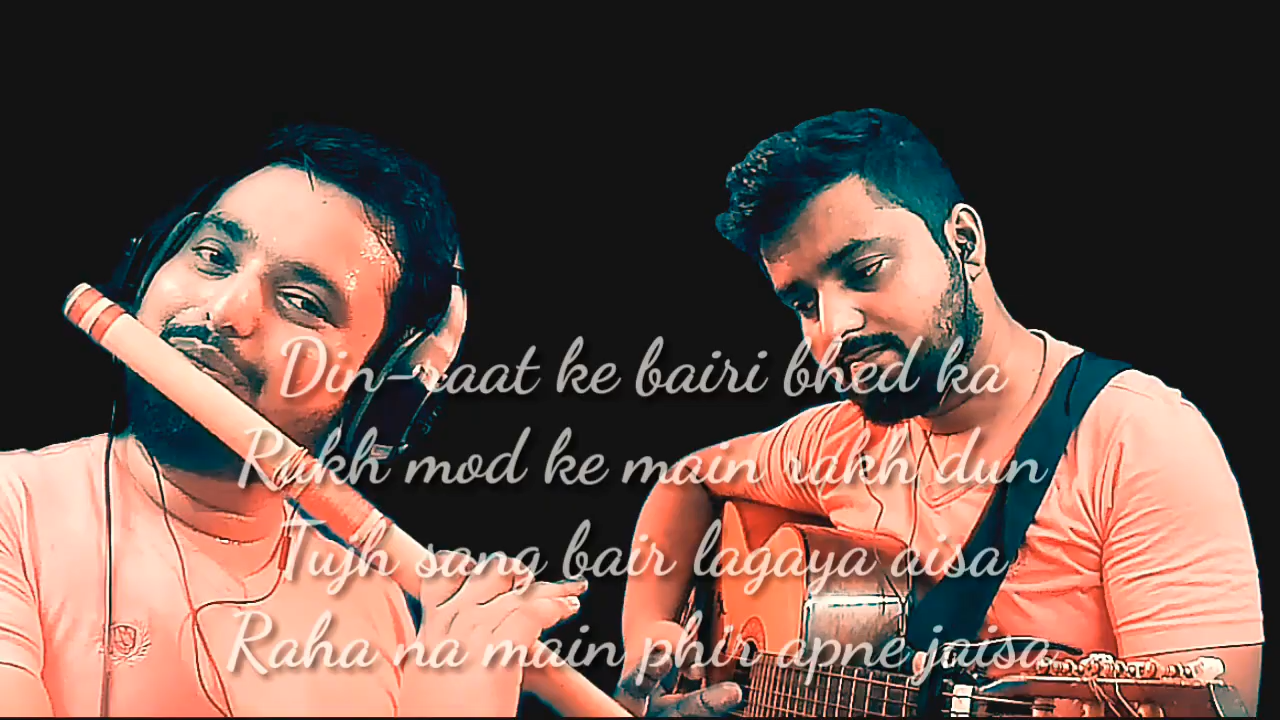 Din-raat ke bairi bhed ka
Rukh mod ke main rakh dun
Tujh sang bair lagaya aisa
Raha na main phir apne jaisa